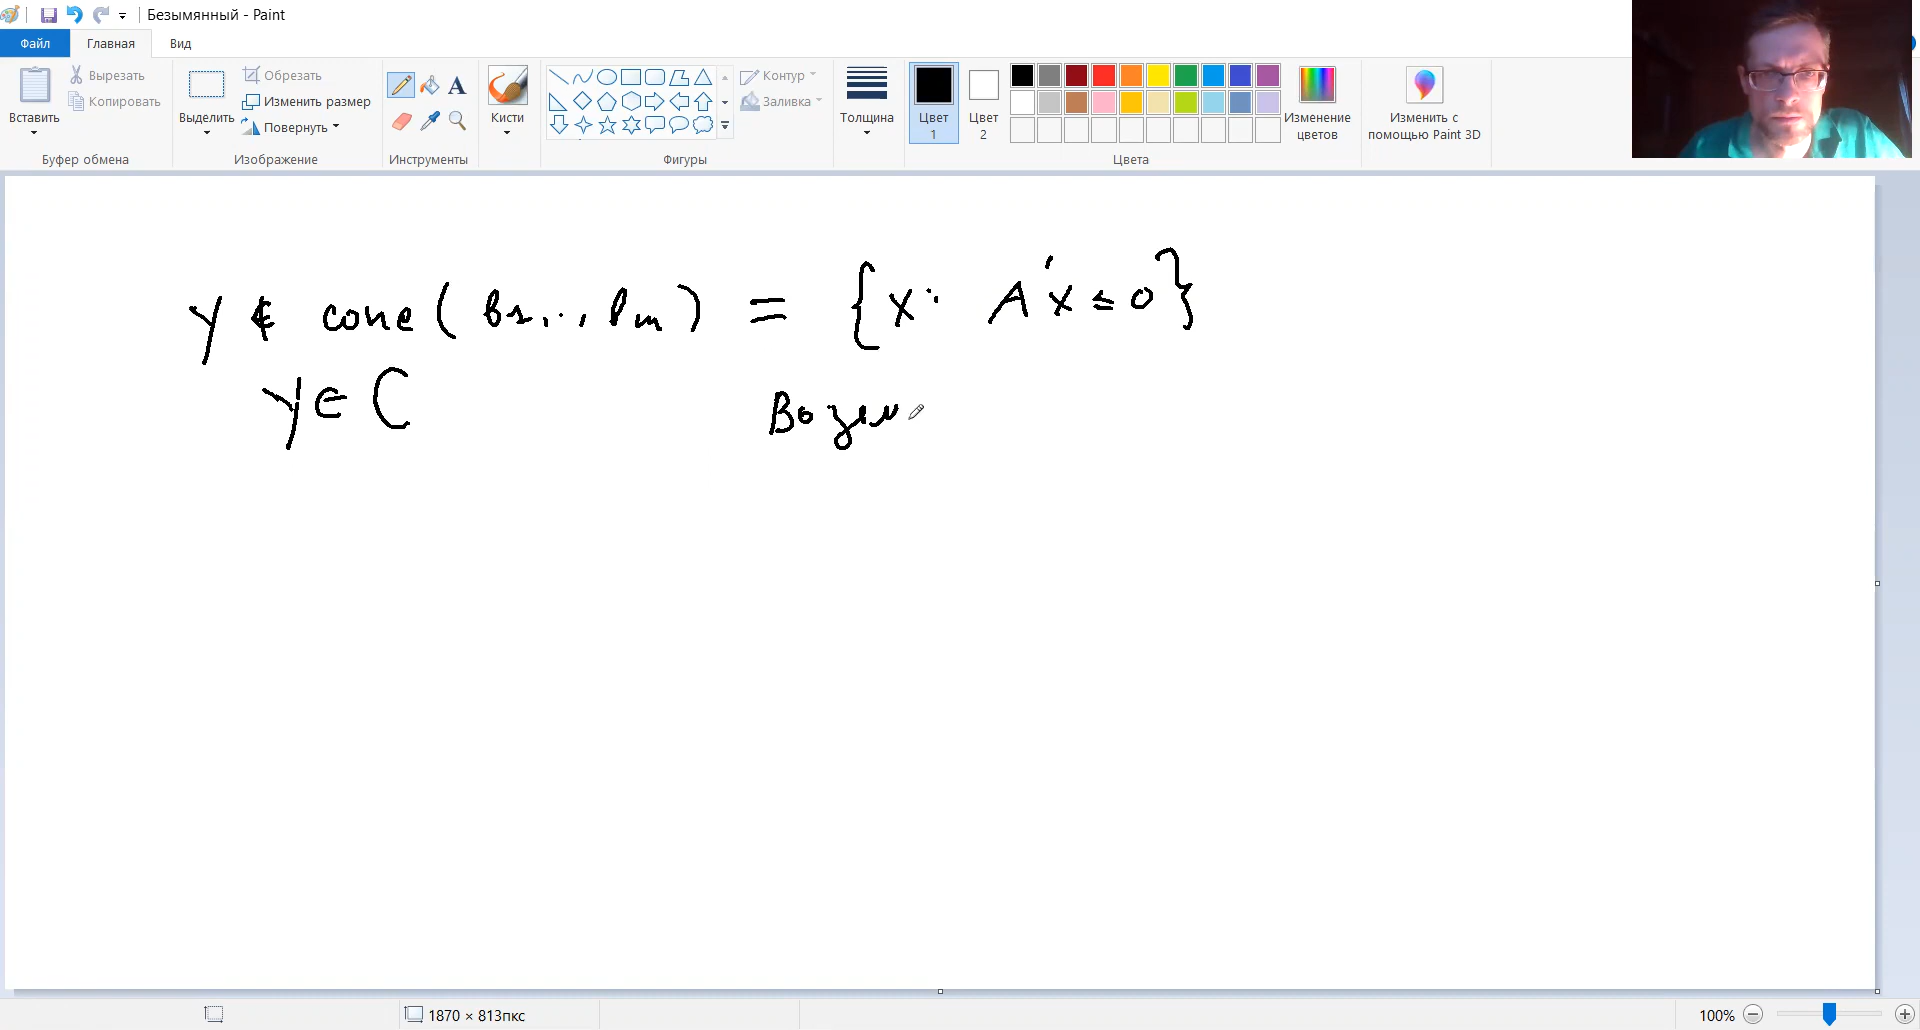 Безымянный - Paint
Файл Главная Вид
Вставить
Вырезать
Копировать
Буфер обмена
Выделить
Обрезать
Изменить размер
Повернуть
Изображение
A
Инструменты
Кисти
Контур
Заливка
Фигуры
Толщина
Цвет 1
Цвет 2
Изменение цветов
Цвета
Изменить с помощью Paint 3D
y ∉ cone(b1,..,bm) = {x: A'x ≤ 0}
y ∈ C
Возьм
1870 × 813пкс
100%